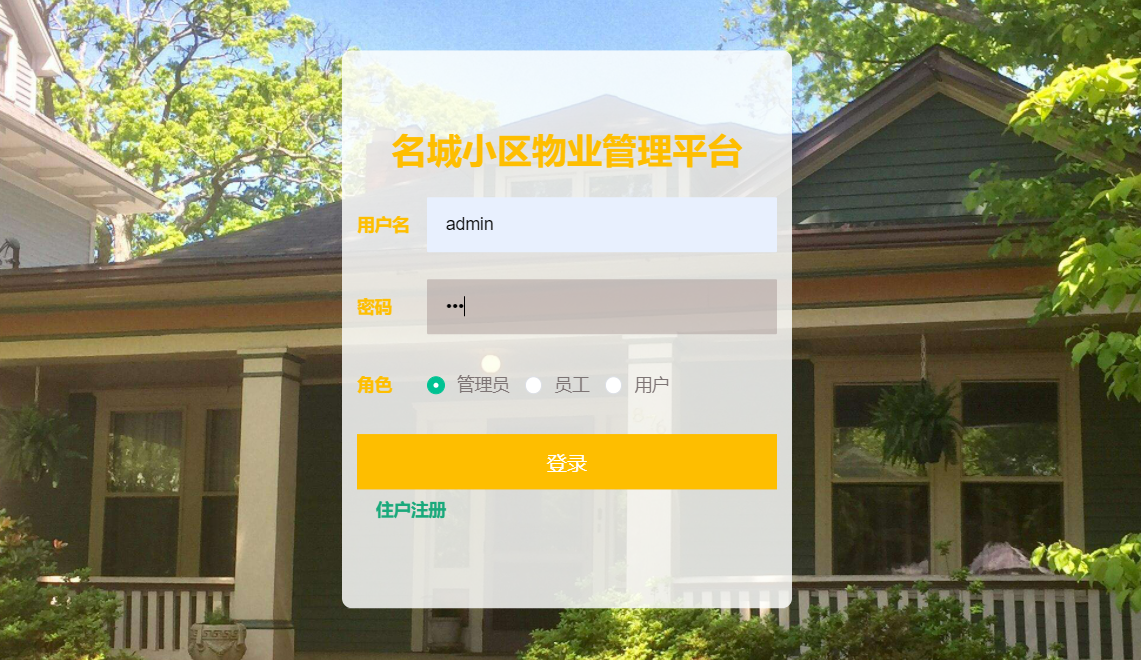 名城小区物业管理平台
用户名 admin
密码 •••
角色 管理员 员工 用户
登录
住户注册